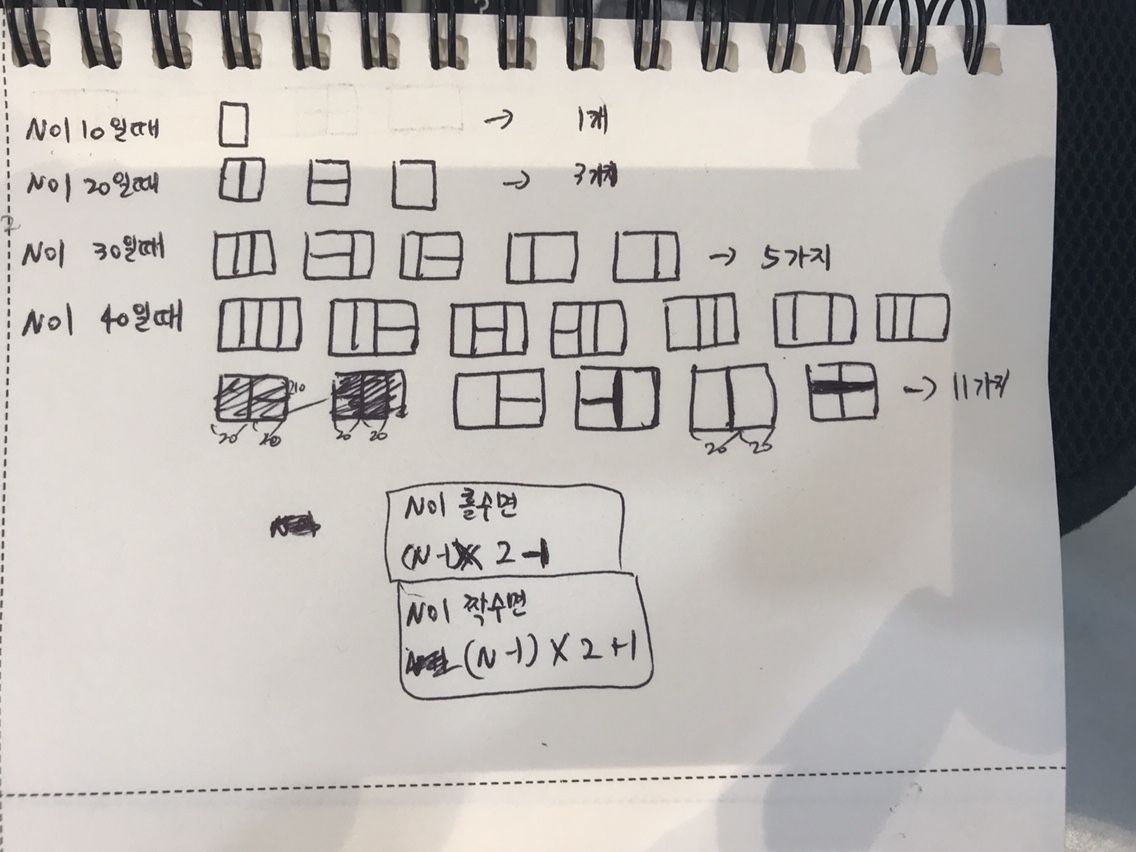 N이 10일때 → 1개
N이 20일때 → 3가지
N이 30일때 → 5가지
N이 40일때
210
20 20 20 20 20 20 → 11가지
N이 홀수면
(N-1)X 2-1
N이 짝수면
(N-1) X 2+1